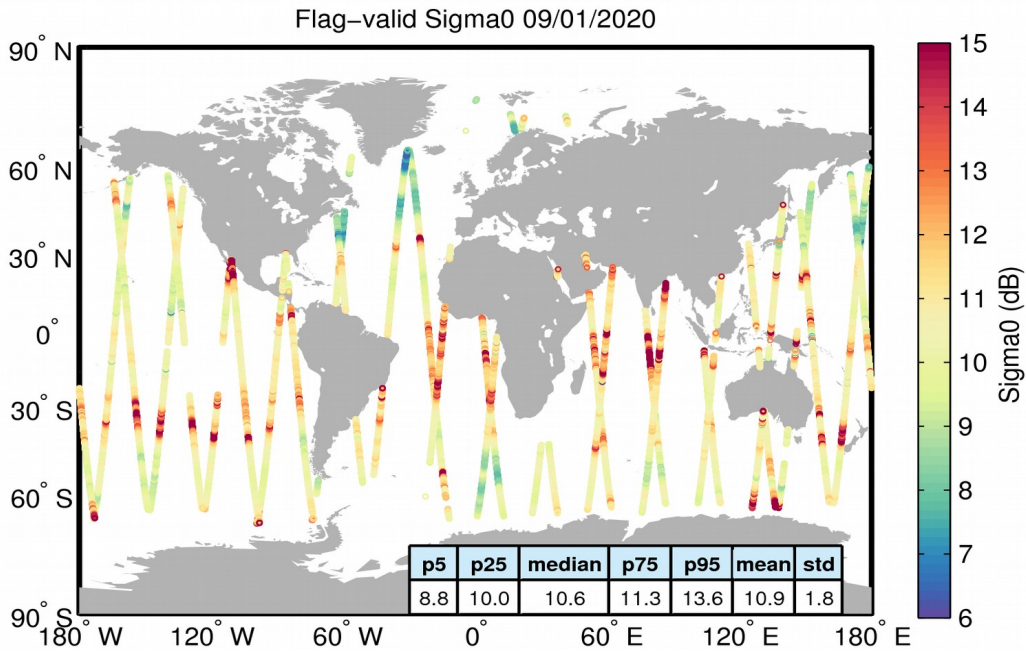 Flag−valid Sigma0 09/01/2020
90° N
60° N
30° N
0°
30° S
60° S
90° S
180° W 120° W 60° W 0° 60° E 120° E 180° E
p5 p25 median p75 p95 mean std
8.8 10.0 10.6 11.3 13.6 10.9 1.8
15
14
13
12
11
10
9
8
7
6
Sigma0 (dB)